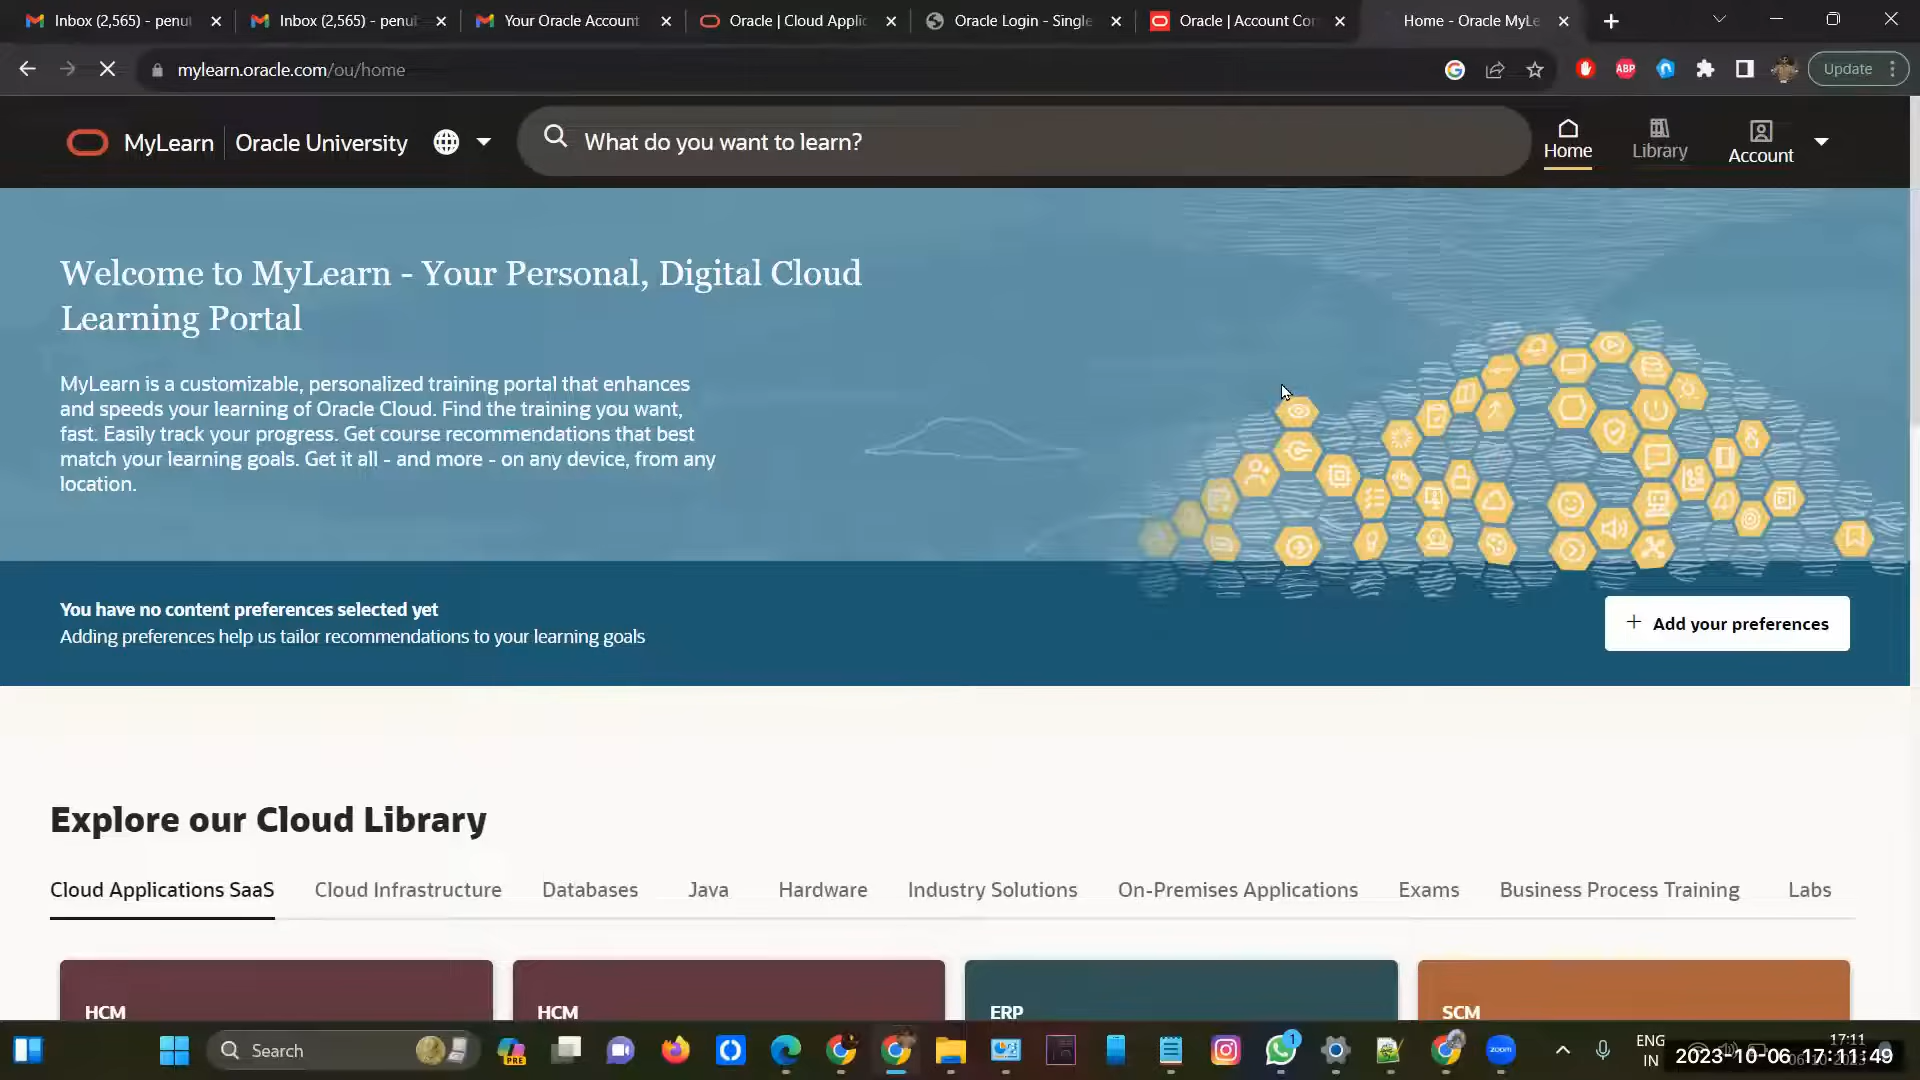 Inbox (2,565) - penut
Inbox (2,565) - penut
Your Oracle Account
Oracle | Cloud Applic
Oracle Login - Single
Oracle | Account Con
Home - Oracle MyLe
mylearn.oracle.com/ou/home
ABP
Update
MyLearn | Oracle University
What do you want to learn?
Home
Library
Account
Welcome to MyLearn - Your Personal, Digital Cloud
Learning Portal
MyLearn is a customizable, personalized training portal that enhances
and speeds your learning of Oracle Cloud. Find the training you want,
fast. Easily track your progress. Get course recommendations that best
match your learning goals. Get it all - and more - on any device, from any
location.
You have no content preferences selected yet
Adding preferences help us tailor recommendations to your learning goals
+ Add your preferences
Explore our Cloud Library
Cloud Applications SaaS
Cloud Infrastructure
Databases
Java
Hardware
Industry Solutions
On-Premises Applications
Exams
Business Process Training
Labs
HCM
HCM
ERP
SCM
Search
PRE
1
zoom
ENG
IN
17:11
2023-10-06 17:11:49